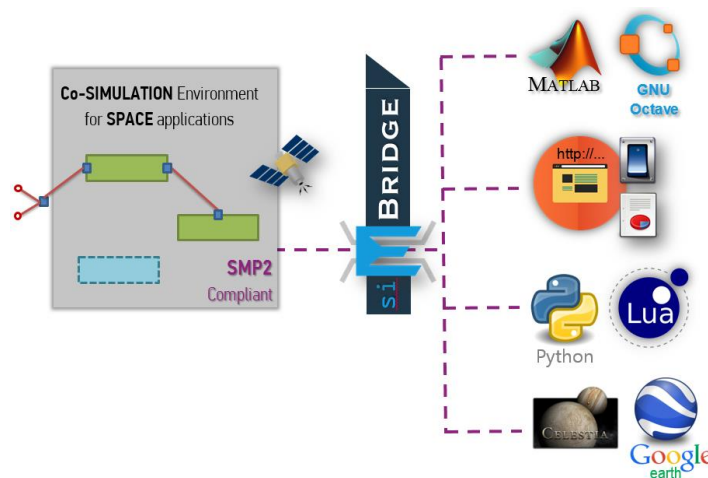 Co-SIMULATION Environment
for SPACE applications
SMP2
Compliant
si BRIDGE
MATLAB
GNU
Octave
http://...
Python
Lua
CELESTIA
Google
earth